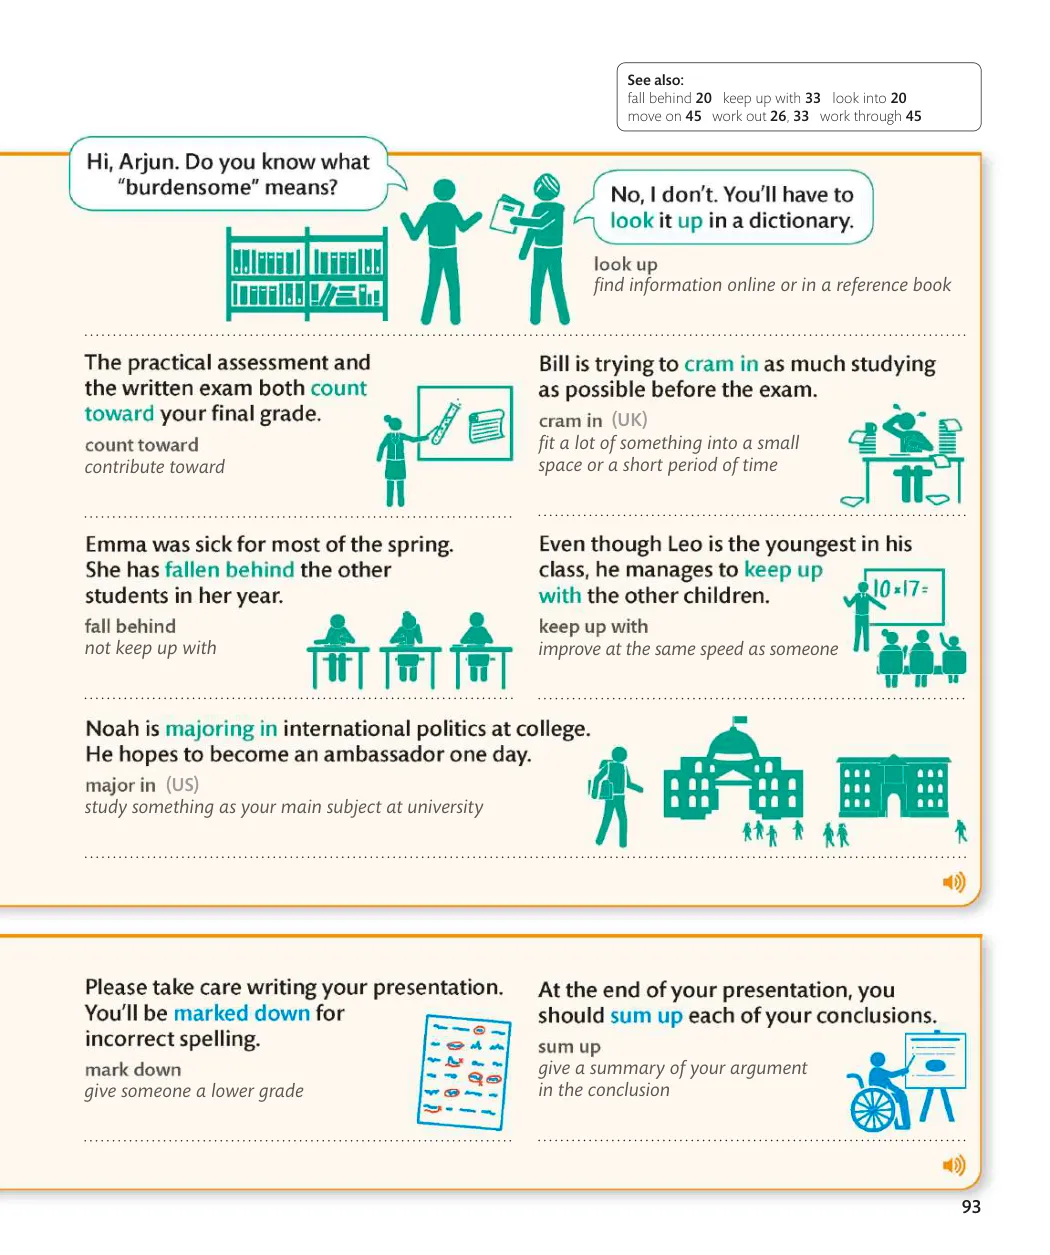 See also:
fall behind 20 keep up with 33 look into 20
move on 45 work out 26, 33 work through 45
Hi, Arjun. Do you know what
“burdensome” means?
No, I don’t. You’ll have to
look it up in a dictionary.
look up
find information online or in a reference book
The practical assessment and
the written exam both count
toward your final grade.
count toward
contribute toward
Bill is trying to cram in as much studying
as possible before the exam.
cram in (UK)
fit a lot of something into a small
space or a short period of time
Emma was sick for most of the spring.
She has fallen behind the other
students in her year.
fall behind
not keep up with
Even though Leo is the youngest in his
class, he manages to keep up
with the other children.
keep up with
improve at the same speed as someone
10×17=
Noah is majoring in international politics at college.
He hopes to become an ambassador one day.
major in (US)
study something as your main subject at university
Please take care writing your presentation.
You’ll be marked down for
incorrect spelling.
mark down
give someone a lower grade
At the end of your presentation, you
should sum up each of your conclusions.
sum up
give a summary of your argument
in the conclusion
93